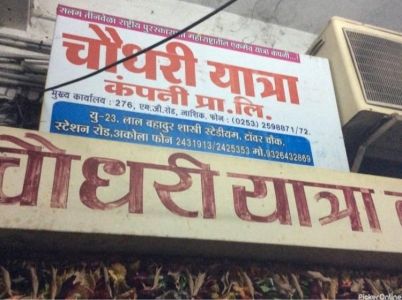 सलग तीनवेळा राष्ट्रीय पुरस्कार प्राप्त महाराष्ट्रातील एकमेव यात्रा कंपनी...!
चौधरी यात्रा
कंपनी प्रा.लि.
मुख्य कार्यालय : 276, एम.जी.रोड, नाशिक, फोन : (0253) 2598871/72.
यु-23, लाल बहादुर शास्त्री स्टेडीयम, टॉवर चौक,
स्टेशन रोड,अकोला फोन 2431913/2425353 मो.9326432869
चौधरी यात्रा
PickerOnline